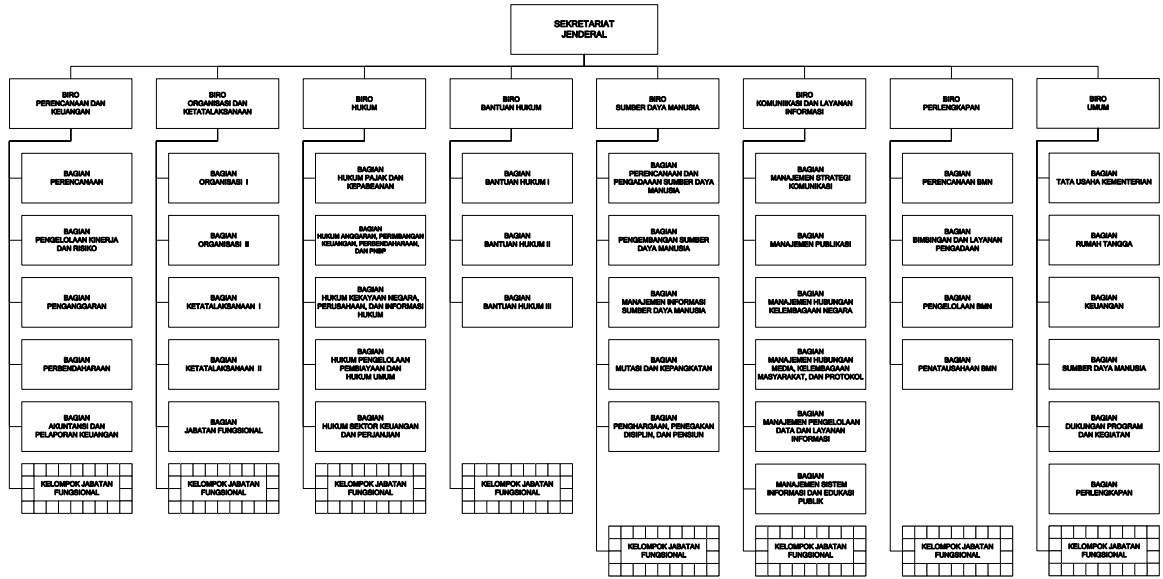 SEKRETARIAT
JENDERAL
BIRO
PERENCANAAN DAN
KEUANGAN
BAGIAN
PERENCANAAN
BAGIAN
PENGELOLAAN KINERJA
DAN RISIKO
BAGIAN
PENGANGGARAN
BAGIAN
PERBENDAHARAAN
BAGIAN
AKUNTANSI DAN
PELAPORAN KEUANGAN
KELOMPOK JABATAN
FUNGSIONAL
BIRO
ORGANISASI DAN
KETATALAKSANAAN
BAGIAN
ORGANISASI I
BAGIAN
ORGANISASI II
BAGIAN
KETATALAKSANAAN I
BAGIAN
KETATALAKSANAAN II
BAGIAN
JABATAN FUNGSIONAL
KELOMPOK JABATAN
FUNGSIONAL
BIRO
HUKUM
BAGIAN
HUKUM PAJAK DAN
KEPABEANAN
BAGIAN
HUKUM ANGGARAN, PERIMBANGAN
KEUANGAN, PERBENDAHARAAN,
DAN PNBP
BAGIAN
HUKUM KEKAYAAN NEGARA,
PERUSAHAAN, DAN INFORMASI
HUKUM
BAGIAN
HUKUM PENGELOLAAN
PEMBIAYAAN DAN
HUKUM UMUM
BAGIAN
HUKUM SEKTOR KEUANGAN
DAN PERJANJIAN
KELOMPOK JABATAN
FUNGSIONAL
BIRO
BANTUAN HUKUM
BAGIAN
BANTUAN HUKUM I
BAGIAN
BANTUAN HUKUM II
BAGIAN
BANTUAN HUKUM III
KELOMPOK JABATAN
FUNGSIONAL
BIRO
SUMBER DAYA MANUSIA
BAGIAN
PERENCANAAN DAN
PENGADAAAN SUMBER DAYA
MANUSIA
BAGIAN
PENGEMBANGAN SUMBER
DAYA MANUSIA
BAGIAN
MANAJEMEN INFORMASI
SUMBER DAYA MANUSIA
BAGIAN
MUTASI DAN KEPANGKATAN
BAGIAN
PENGHARGAAN, PENEGAKAN
DISIPLIN, DAN PENSIUN
KELOMPOK JABATAN
FUNGSIONAL
BIRO
KOMUNIKASI DAN LAYANAN
INFORMASI
BAGIAN
MANAJEMEN STRATEGI
KOMUNIKASI
BAGIAN
MANAJEMEN PUBLIKASI
BAGIAN
MANAJEMEN HUBUNGAN
KELEMBAGAAN NEGARA
BAGIAN
MANAJEMEN HUBUNGAN
MEDIA, KELEMBAGAAN
MASYARAKAT, DAN PROTOKOL
BAGIAN
MANAJEMEN PENGELOLAAN
DATA DAN LAYANAN
INFORMASI
BAGIAN
MANAJEMEN SISTEM
INFORMASI DAN EDUKASI
PUBLIK
KELOMPOK JABATAN
FUNGSIONAL
BIRO
PERLENGKAPAN
BAGIAN
PERENCANAAN BMN
BAGIAN
BIMBINGAN DAN LAYANAN
PENGADAAN
BAGIAN
PENGELOLAAN BMN
BAGIAN
PENATAUSAHAAN BMN
KELOMPOK JABATAN
FUNGSIONAL
BIRO
UMUM
BAGIAN
TATA USAHA KEMENTERIAN
BAGIAN
RUMAH TANGGA
BAGIAN
KEUANGAN
BAGIAN
SUMBER DAYA MANUSIA
BAGIAN
DUKUNGAN PROGRAM
DAN KEGIATAN
BAGIAN
PERLENGKAPAN
KELOMPOK JABATAN
FUNGSIONAL